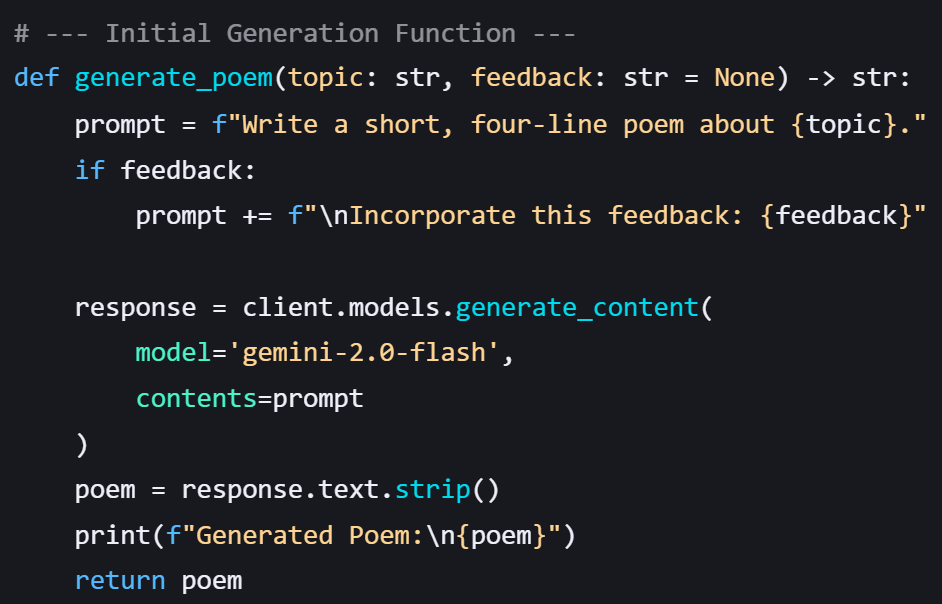 # --- Initial Generation Function ---
def generate_poem(topic: str, feedback: str = None) -> str:
    prompt = f"Write a short, four-line poem about {topic}."
    if feedback:
        prompt += f"\nIncorporate this feedback: {feedback}"

    response = client.models.generate_content(
        model='gemini-2.0-flash',
        contents=prompt
    )
    poem = response.text.strip()
    print(f"Generated Poem:\n{poem}")
    return poem